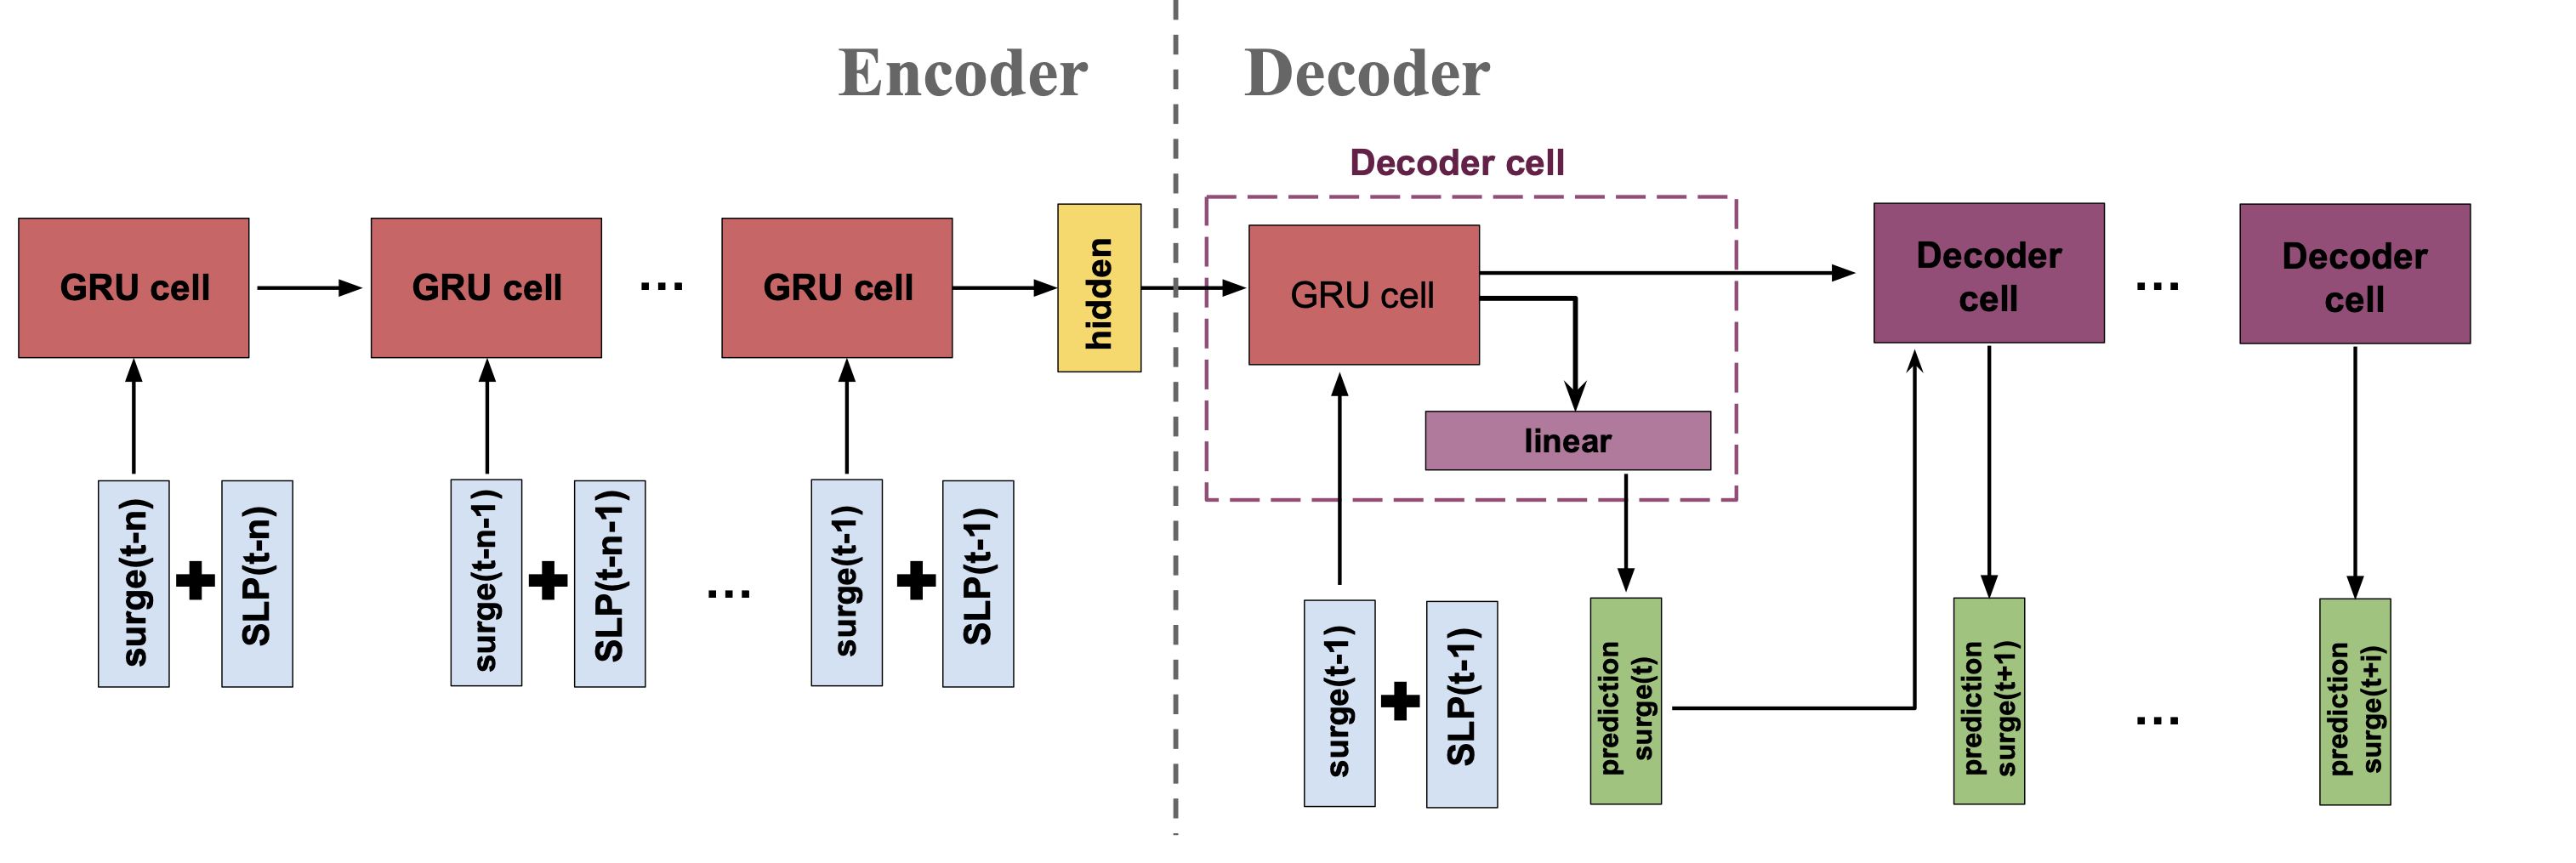 Encoder
Decoder
Decoder cell
GRU cell
GRU cell
...
GRU cell
hidden
GRU cell
linear
Decoder
cell
...
Decoder
cell
surge(t-n)
+
SLP(t-n)
surge(t-n-1)
+
SLP(t-n-1)
...
surge(t-1)
+
SLP(t-1)
surge(t-1)
+
SLP(t-1)
prediction
surge(t)
prediction
surge(t+1)
...
prediction
surge(t+i)